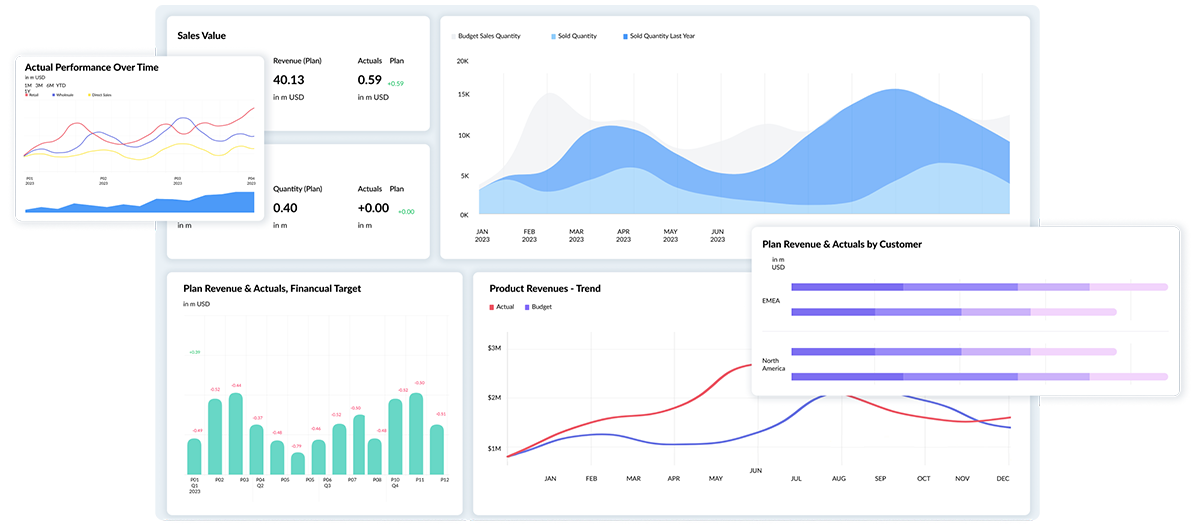 Sales Value
Revenue (Plan)
Actuals Plan
40.13
0.59 +0.59
in m USD
in m USD
Quantity (Plan)
Actuals Plan
0.40
+0.00 +0.00
in m
in m
in m
Actual Performance Over Time
in m USD
1M 3M 6M YTD
1Y
Retail Wholesale Direct Sales
P01 P02 P03 P04
2023 2023 2023 2023
Budget Sales Quantity Sold Quantity Sold Quantity Last Year
20K
15K
10K
5K
0K
JAN FEB MAR APR MAY JUN
2023 2023 2023 2023 2023 2023
Plan Revenue & Actuals by Customer
in m
USD
EMEA
North
America
Plan Revenue & Actuals, Financual Target
in m USD
+0.39
-0.44 -0.52 -0.44 -0.37 -0.48 -0.79 -0.46 -0.52 -0.50 -0.48 -0.52 -0.50 -0.51
P01 P02 P03 P04 P05 P05 P06 P07 P08 P10 P11 P12
Q1 Q2 Q3 Q4
2023
Product Revenues - Trend
Actual Budget
$3M
$2M
$1M
JAN FEB MAR APR MAY JUN JUL AUG SEP OCT NOV DEC